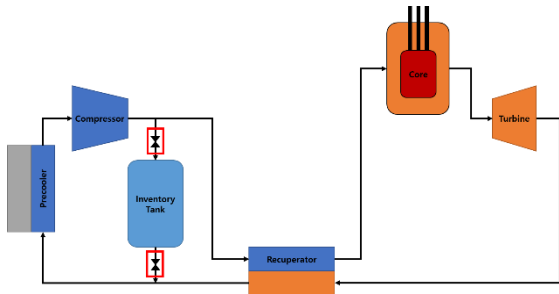 Core
Compressor
Turbine
Precooler
Inventory
Tank
Recuperator